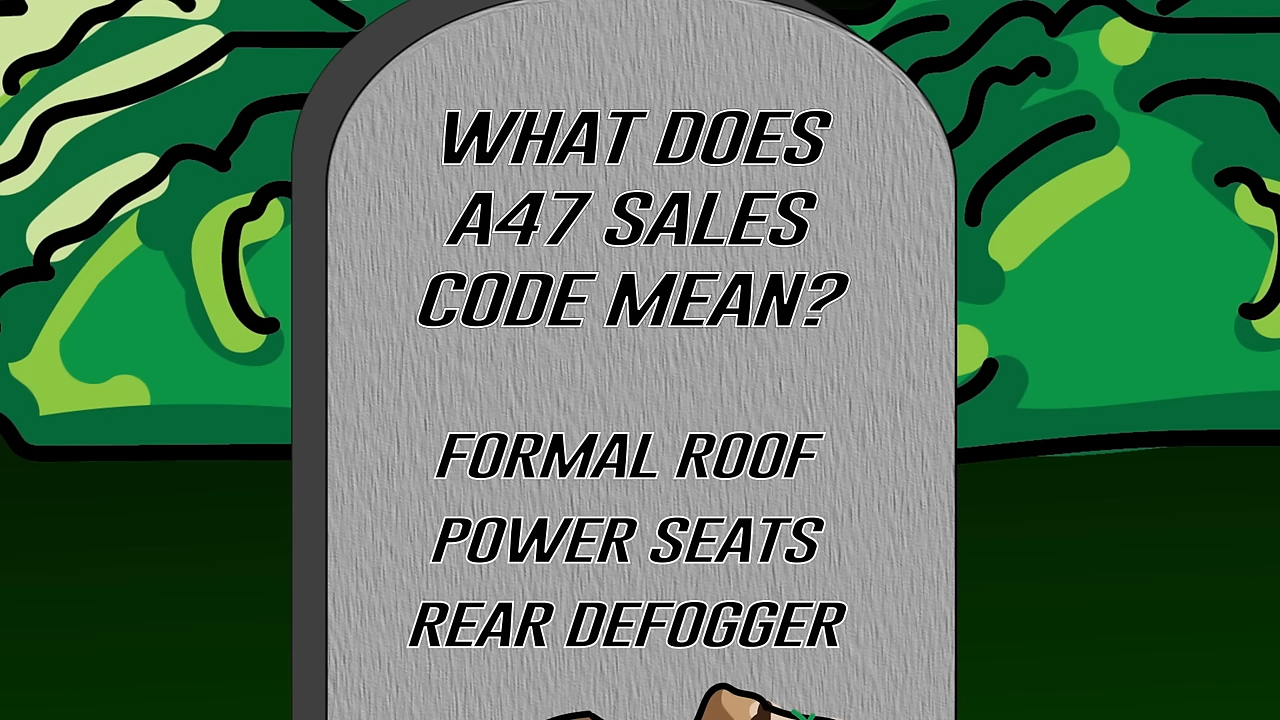 WHAT DOES
A47 SALES
CODE MEAN?
FORMAL ROOF
POWER SEATS
REAR DEFOGGER